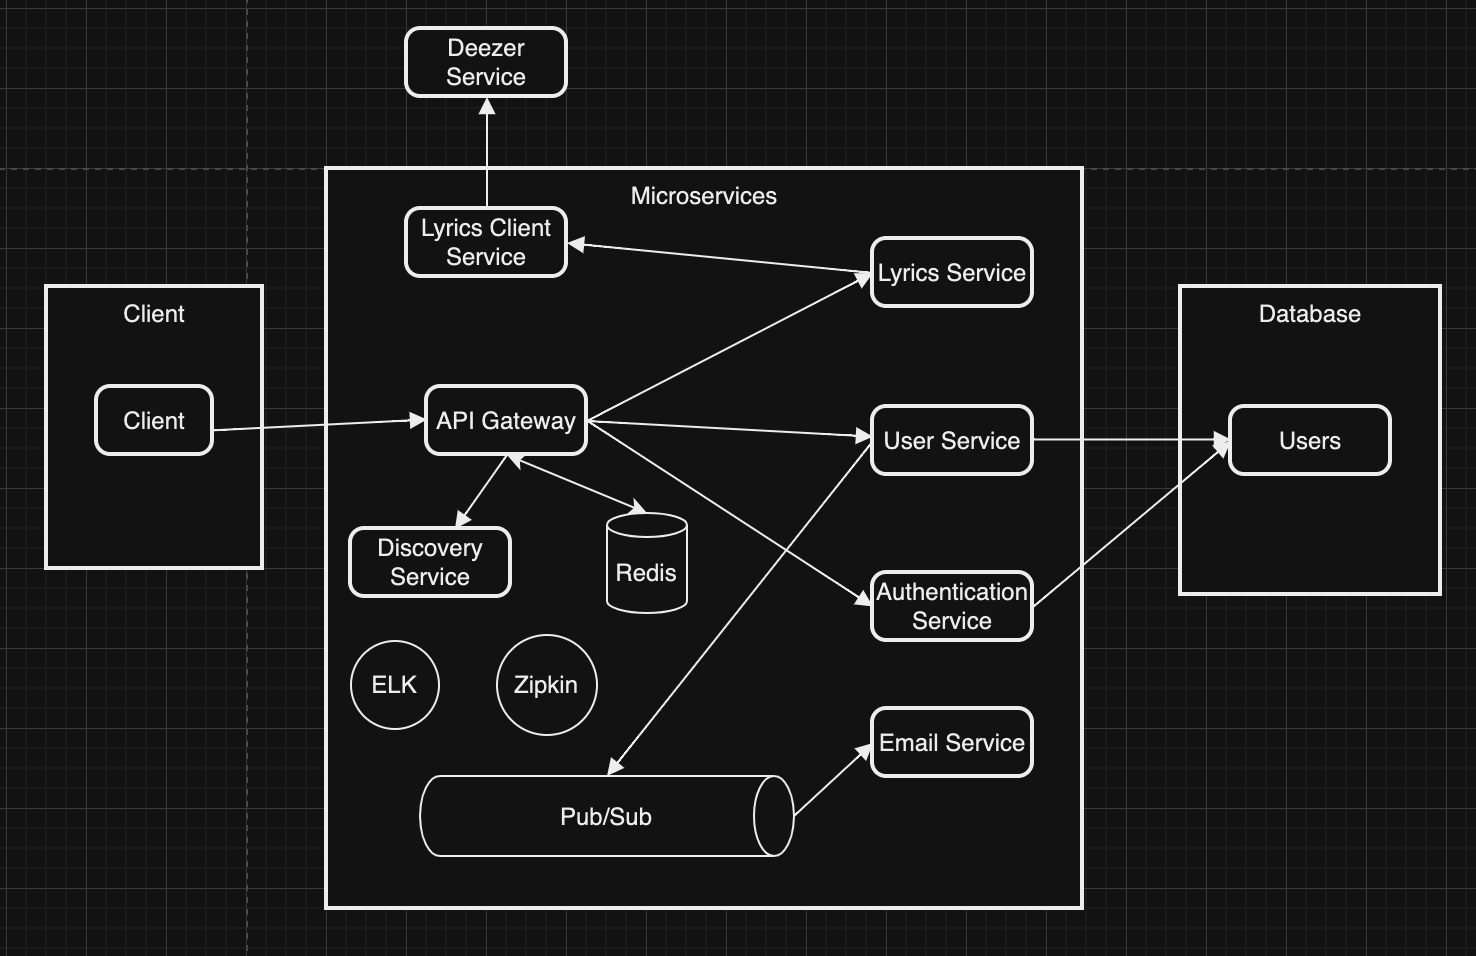 Deezer
Service
Microservices
Lyrics Client
Service
Lyrics Service
Client
Client
API Gateway
User Service
Database
Users
Discovery
Service
Redis
Authentication
Service
ELK
Zipkin
Email Service
Pub/Sub